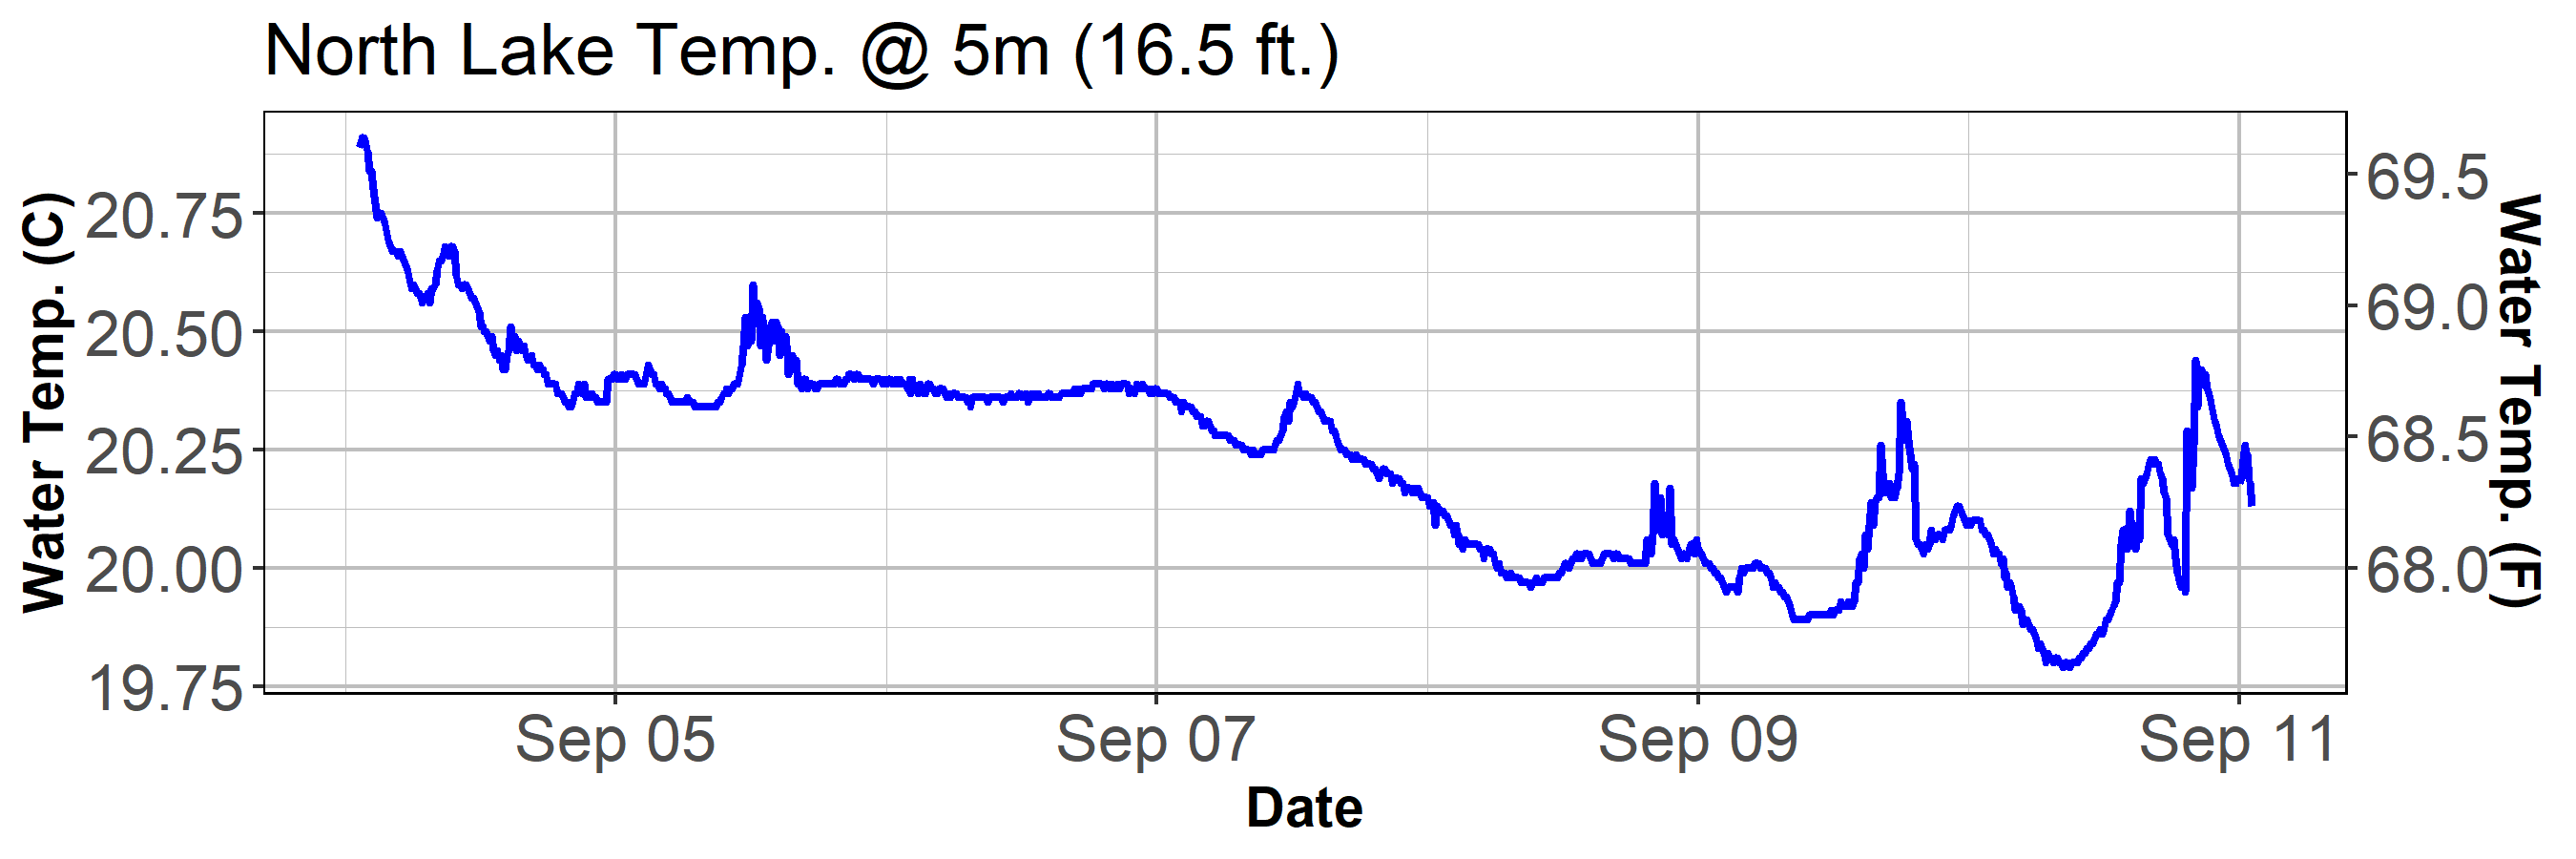 North Lake Temp. @ 5m (16.5 ft.)
Water Temp. (C)
20.75
20.50
20.25
20.00
19.75
69.5
69.0
68.5
68.0
Water Temp. (F)
Sep 05
Sep 07
Sep 09
Sep 11
Date